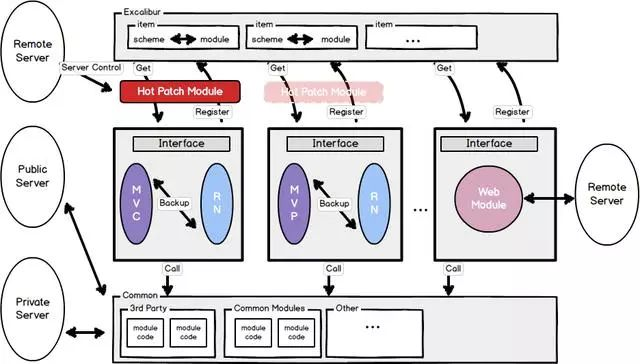 Excalibur
item
scheme
module
item
scheme
module
item
...
Remote
Server
Server Control
Get
Get
Get
Hot Patch Module
Hot Patch Module
Register
Register
Register
Interface
Interface
Interface
M
V
C
Backup
R
N
M
V
P
Backup
R
N
...
Web
Module
Public
Server
Remote
Server
Call
Call
Call
Private
Server
Common
3rd Party
module
code
module
code
Common Modules
module
code
module
code
Other
...